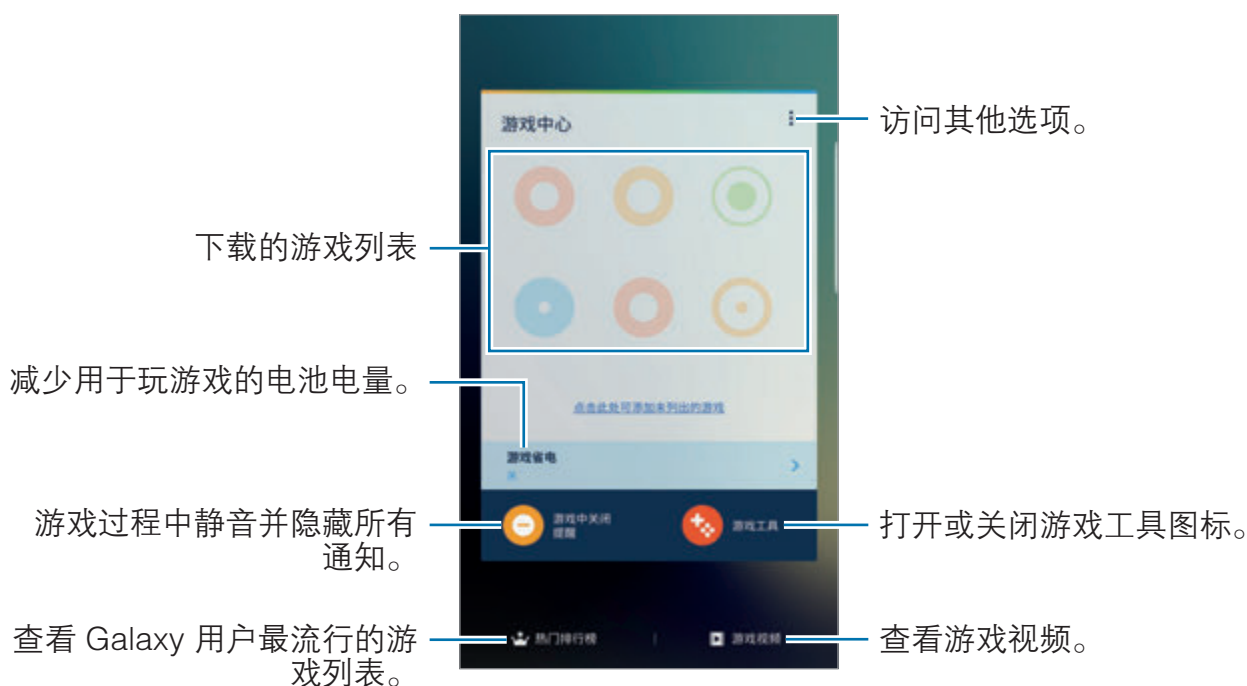 游戏中心
访问其他选项。
下载的游戏列表
减少用于玩游戏的电池电量。
点击此处可添加未列出的游戏
游戏省电
游戏过程中静音并隐藏所有
通知。
游戏中关闭
提醒
游戏工具
打开或关闭游戏工具图标。
查看 Galaxy 用户最流行的游
戏列表。
热门排行榜
游戏视频
查看游戏视频。